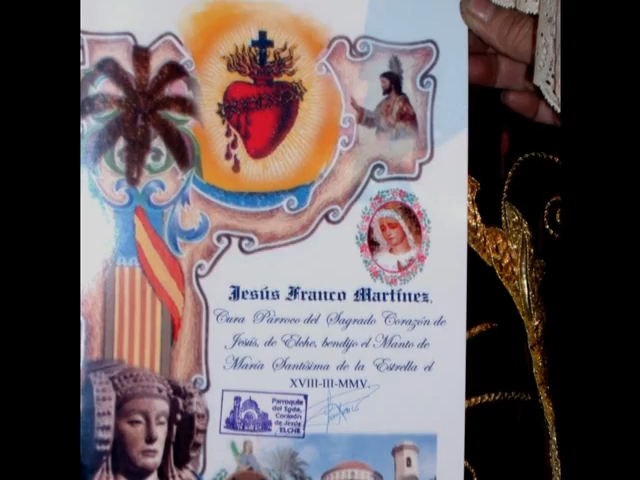 Jesús Franco Martínez,
Cura Párroco del Sagrado Corazón de
Jesús, de Elche, bendijo el Manto de
María Santísima de la Estrella el
XVIII-III-MMV.
Parroquia
del Sgdo.
Corazón
de Jesús
ELCHE